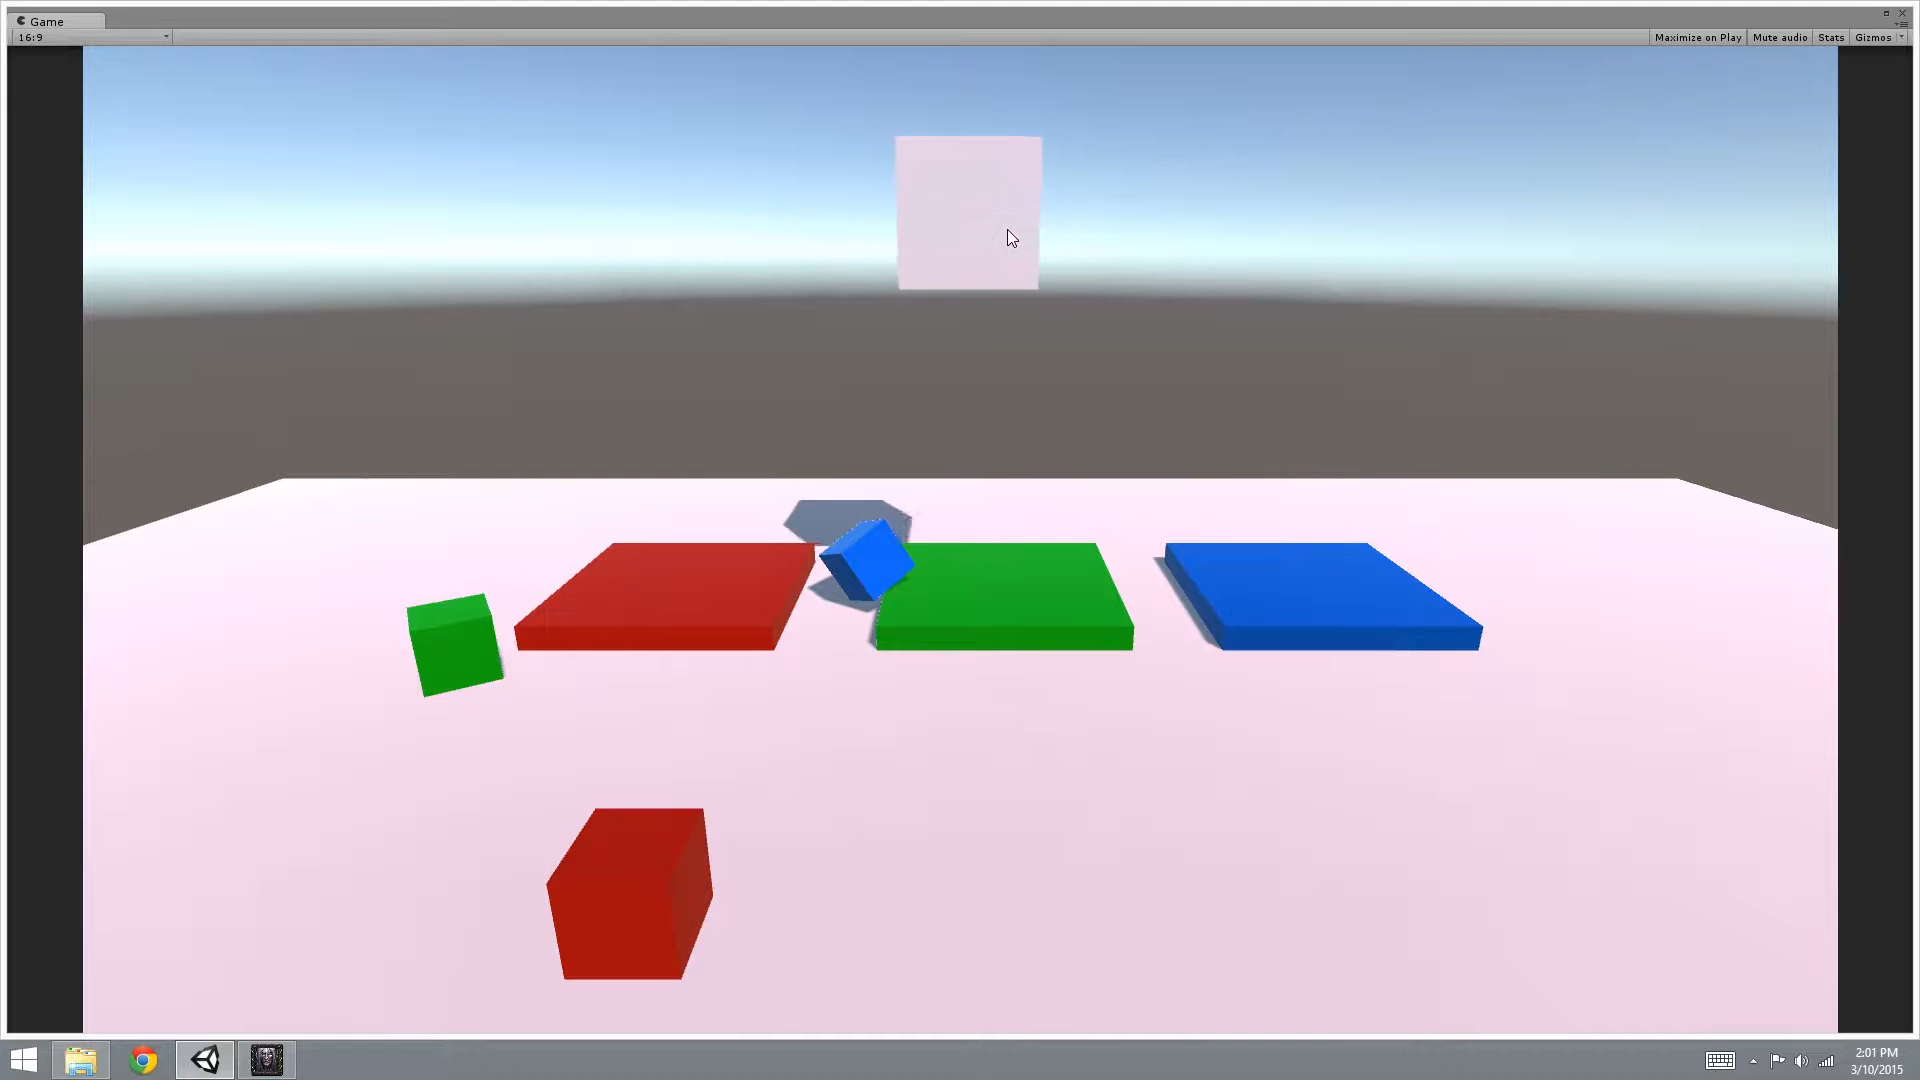 Game
16:9
Maximize on Play Mute audio Stats Gizmos
2:01 PM
3/10/2015